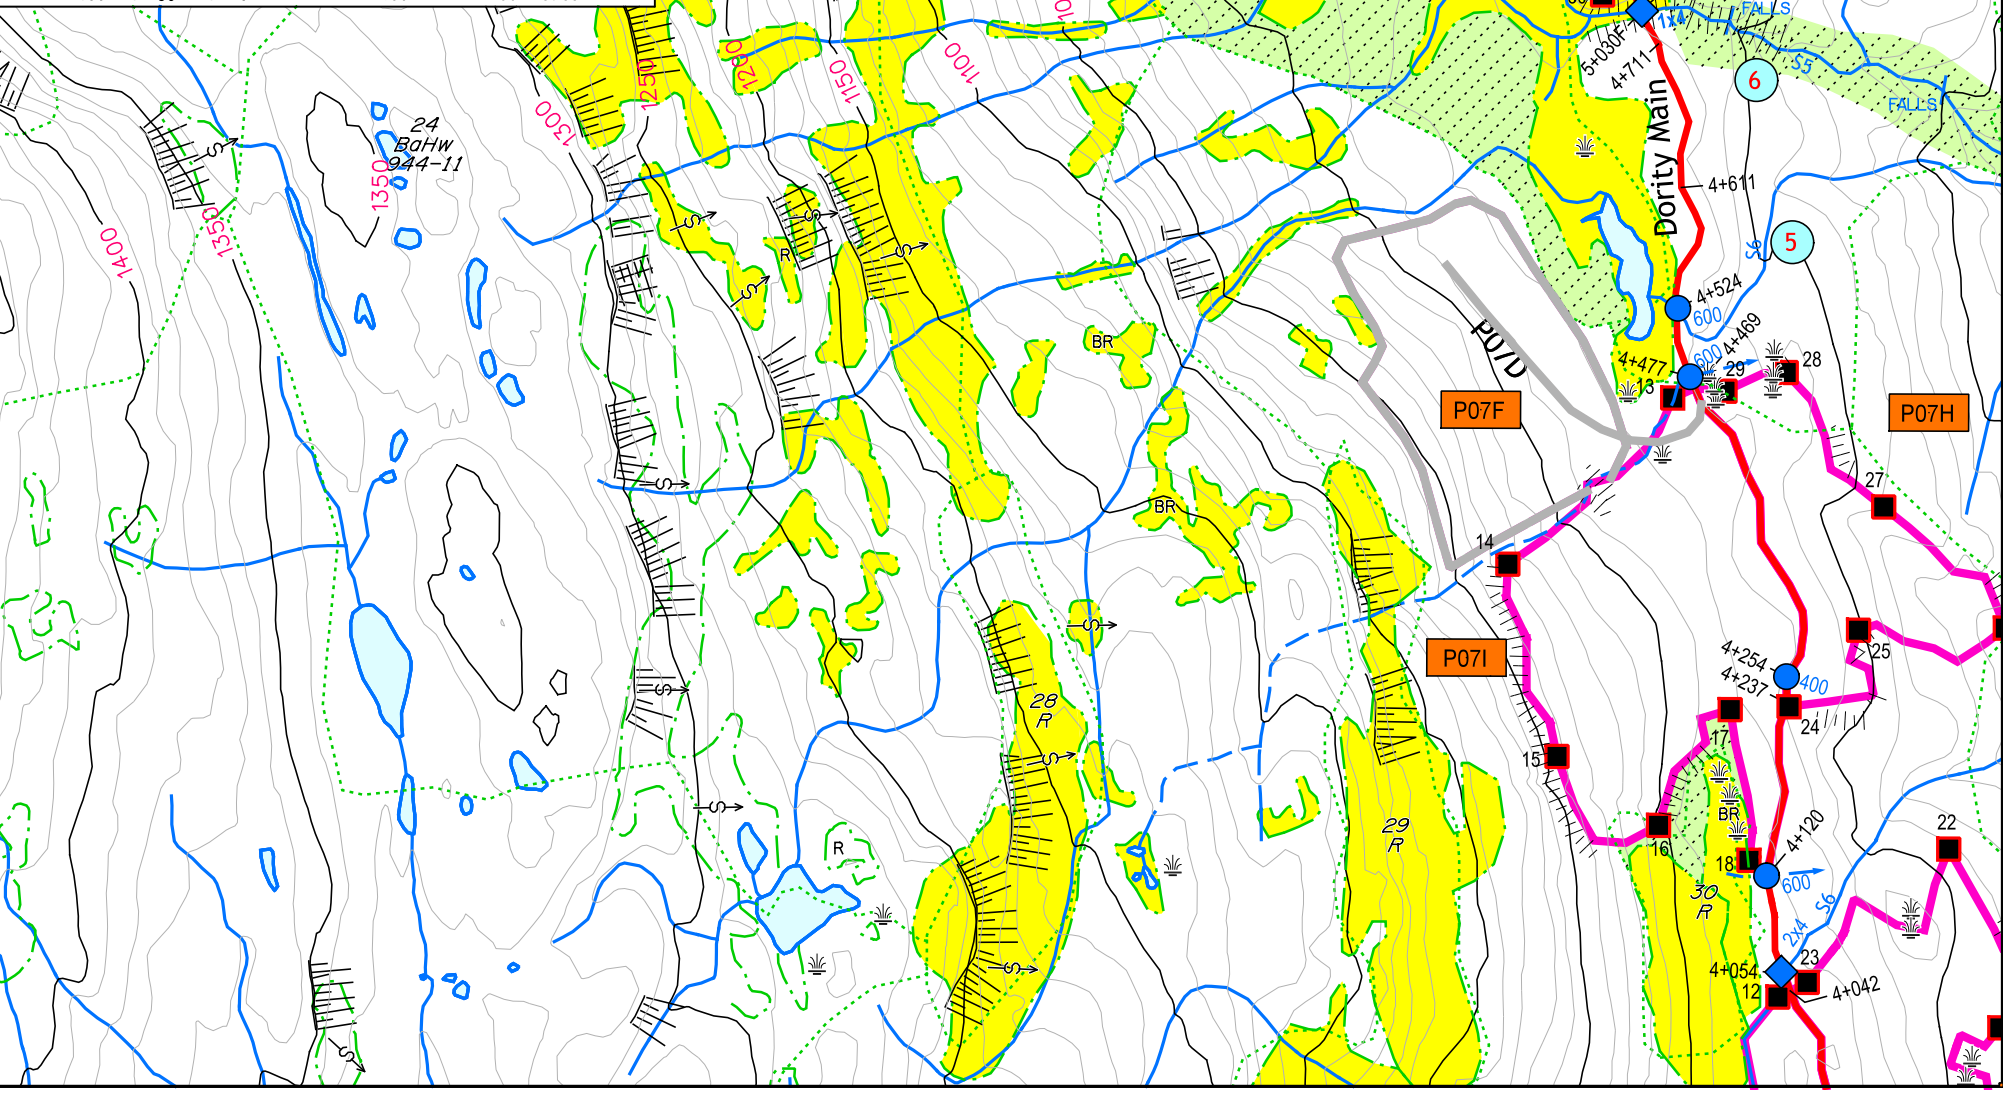 FALLS
1x4
5+030F
4+711
S5
6
FALLS
1200
1150
1100
1250
1300
24
BaHw
944-11
1350
1350
1400
Dority Main
4+611
S6
5
4+524
600
4+469
600
4+477
29
28
13
P07D
P07F
P07H
R
S
S
S
S
S
BR
BR
27
S
14
S
25
P07I
4+254
400
4+237
24
S
28
R
17
15
S
S
29
R
BR
4+120
22
R
16
18
600
30
R
S6
2x4
23
4+054
12
4+042
S
S